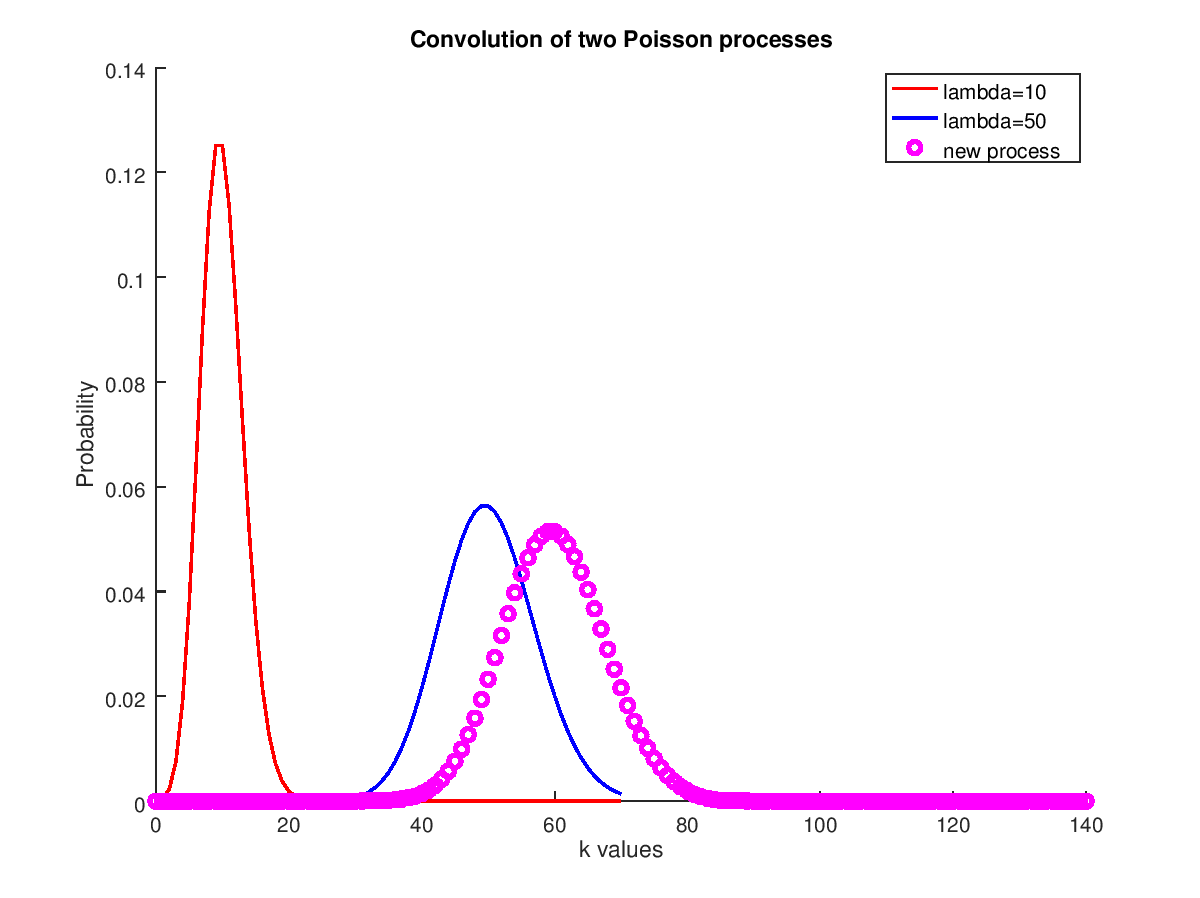 Convolution of two Poisson processes
0.14
0.12
0.1
0.08
0.06
0.04
0.02
0
Probability
lambda=10
lambda=50
new process
0 20 40 60 80 100 120 140
k values